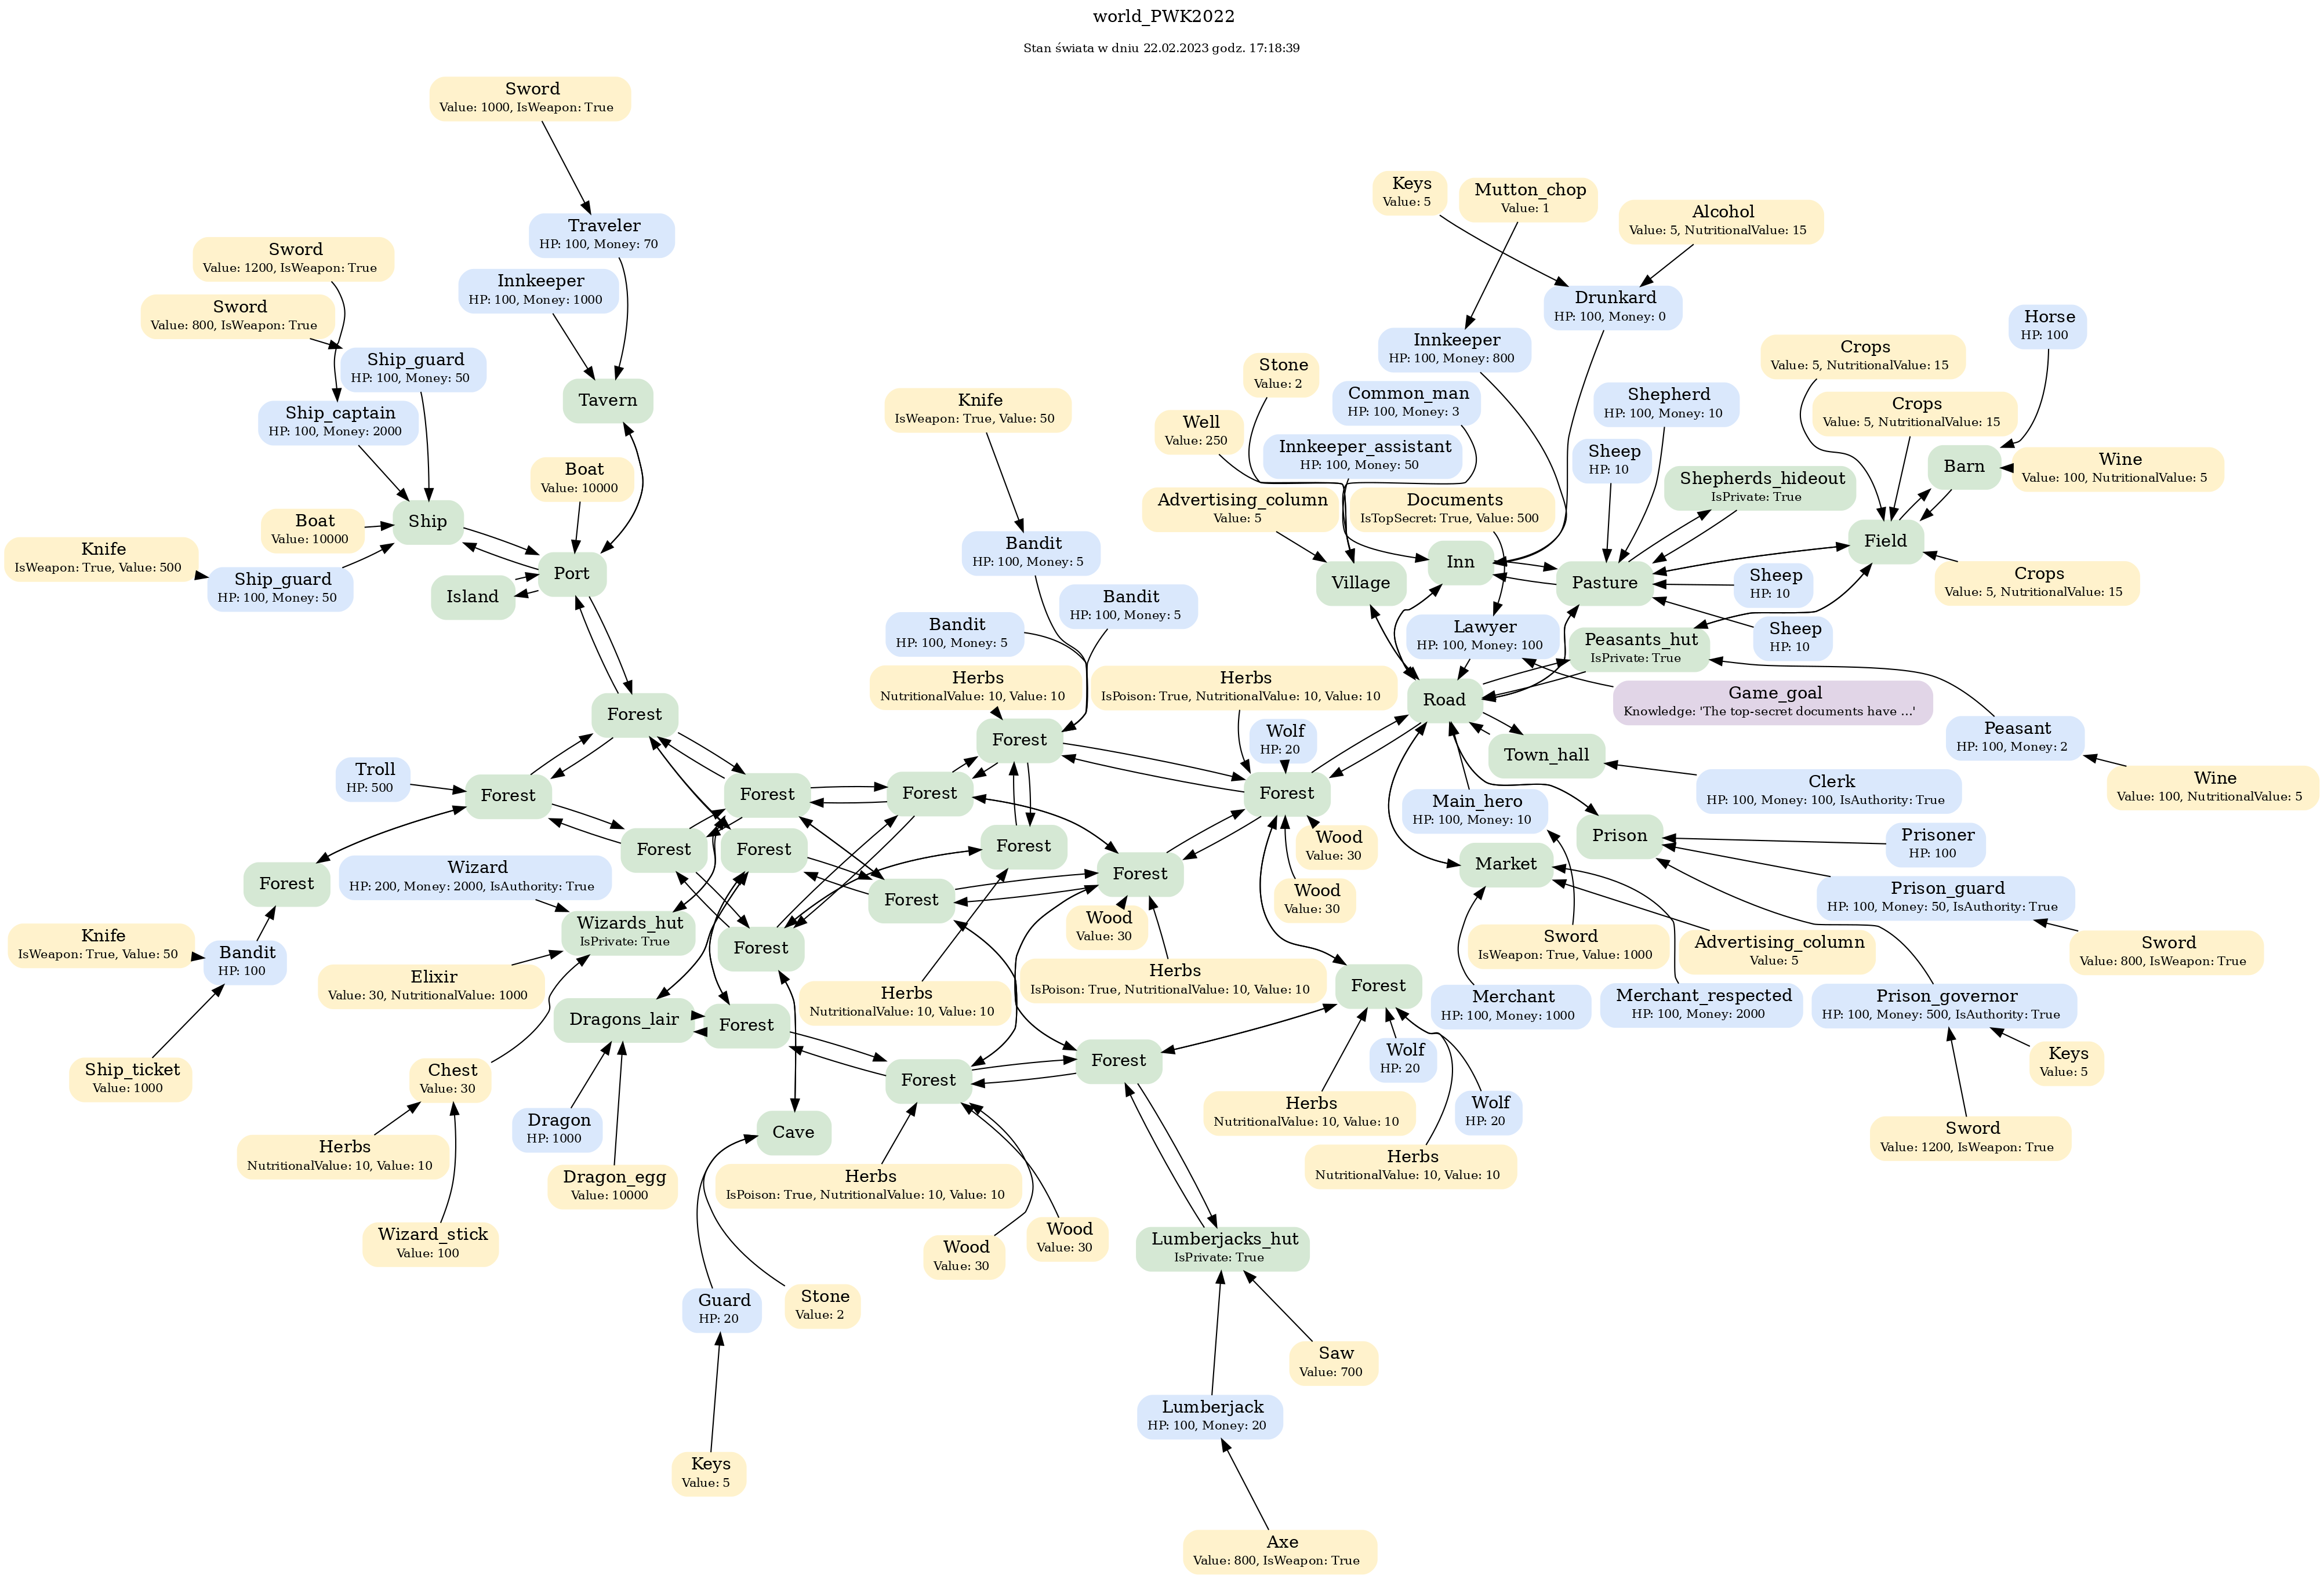 world_PWK2022
Stan świata w dniu 22.02.2023 godz. 17:18:39
Sword
Value: 1000, IsWeapon: True
Keys
Value: 5
Mutton_chop
Value: 1
Alcohol
Value: 5, NutritionalValue: 15
Traveler
HP: 100, Money: 70
Sword
Value: 1200, IsWeapon: True
Innkeeper
HP: 100, Money: 1000
Sword
Value: 800, IsWeapon: True
Drunkard
HP: 100, Money: 0
Horse
HP: 100
Innkeeper
HP: 100, Money: 800
Crops
Value: 5, NutritionalValue: 15
Ship_guard
HP: 100, Money: 50
Stone
Value: 2
Common_man
HP: 100, Money: 3
Shepherd
HP: 100, Money: 10
Tavern
Knife
IsWeapon: True, Value: 50
Crops
Value: 5, NutritionalValue: 15
Ship_captain
HP: 100, Money: 2000
Well
Value: 250
Innkeeper_assistant
HP: 100, Money: 50
Sheep
HP: 10
Barn
Wine
Value: 100, NutritionalValue: 5
Boat
Value: 10000
Shepherds_hideout
IsPrivate: True
Advertising_column
Value: 5
Documents
IsTopSecret: True, Value: 500
Ship
Boat
Value: 10000
Field
Knife
IsWeapon: True, Value: 500
Bandit
HP: 100, Money: 5
Inn
Port
Village
Pasture
Ship_guard
HP: 100, Money: 50
Sheep
HP: 10
Crops
Value: 5, NutritionalValue: 15
Island
Bandit
HP: 100, Money: 5
Bandit
HP: 100, Money: 5
Lawyer
HP: 100, Money: 100
Sheep
HP: 10
Peasants_hut
IsPrivate: True
Herbs
NutritionalValue: 10, Value: 10
Herbs
IsPoison: True, NutritionalValue: 10, Value: 10
Road
Game_goal
Knowledge: 'The top-secret documents have ...'
Forest
Forest
Wolf
HP: 20
Peasant
HP: 100, Money: 2
Town_hall
Troll
HP: 500
Forest
Forest
Forest
Forest
Clerk
HP: 100, Money: 100, IsAuthority: True
Wine
Value: 100, NutritionalValue: 5
Main_hero
HP: 100, Money: 10
Forest
Forest
Forest
Wood
Value: 30
Prison
Prisoner
HP: 100
Market
Forest
Wizard
HP: 200, Money: 2000, IsAuthority: True
Forest
Forest
Wood
Value: 30
Prison_guard
HP: 100, Money: 50, IsAuthority: True
Wood
Value: 30
Wizards_hut
IsPrivate: True
Forest
Knife
IsWeapon: True, Value: 50
Bandit
HP: 100
Sword
IsWeapon: True, Value: 1000
Advertising_column
Value: 5
Sword
Value: 800, IsWeapon: True
Elixir
Value: 30, NutritionalValue: 1000
Herbs
NutritionalValue: 10, Value: 10
Herbs
IsPoison: True, NutritionalValue: 10, Value: 10
Forest
Merchant
HP: 100, Money: 1000
Merchant_respected
HP: 100, Money: 2000
Prison_governor
HP: 100, Money: 500, IsAuthority: True
Dragons_lair
Forest
Forest
Wolf
HP: 20
Keys
Value: 5
Ship_ticket
Value: 1000
Chest
Value: 30
Forest
Herbs
NutritionalValue: 10, Value: 10
Wolf
HP: 20
Dragon
HP: 1000
Cave
Sword
Value: 1200, IsWeapon: True
Herbs
NutritionalValue: 10, Value: 10
Herbs
NutritionalValue: 10, Value: 10
Dragon_egg
Value: 10000
Herbs
IsPoison: True, NutritionalValue: 10, Value: 10
Wizard_stick
Value: 100
Wood
Value: 30
Wood
Value: 30
Lumberjacks_hut
IsPrivate: True
Guard
HP: 20
Stone
Value: 2
Saw
Value: 700
Lumberjack
HP: 100, Money: 20
Keys
Value: 5
Axe
Value: 800, IsWeapon: True